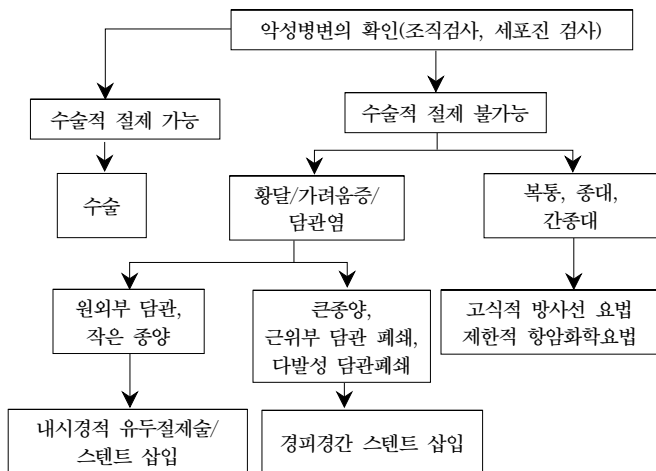 악성병변의 확인(조직검사, 세포진 검사)
수술적 절제 가능
수술적 절제 불가능
수술
황달/가려움증/
담관염
복통, 종대,
간종대
원외부 담관,
작은 종양
큰종양,
근위부 담관 폐쇄,
다발성 담관폐쇄
고식적 방사선 요법
제한적 항암화학요법
내시경적 유두절제술/
스텐트 삽입
경피경간 스텐트 삽입